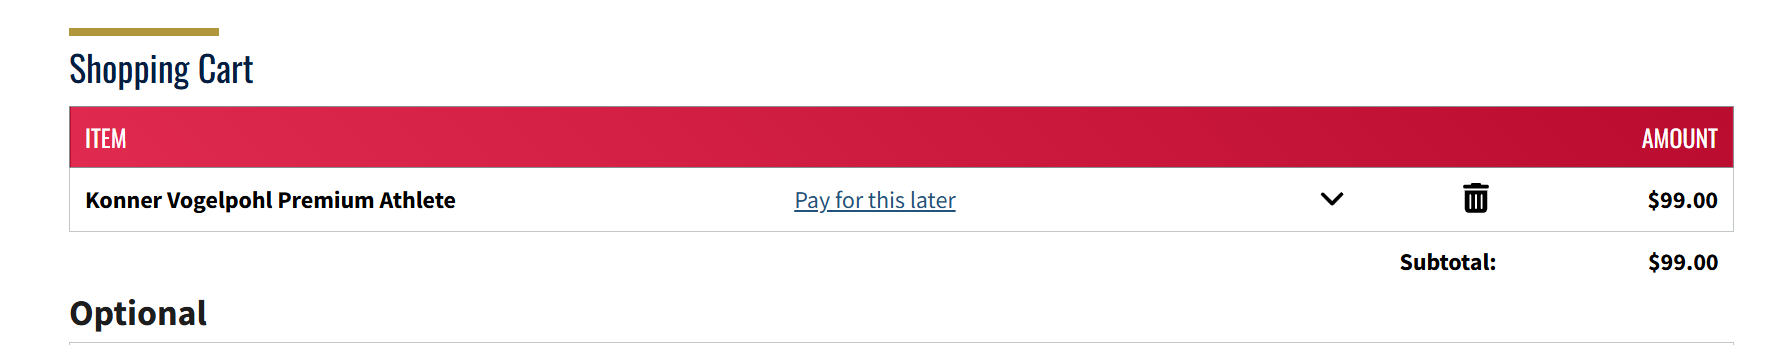 Shopping Cart
ITEM AMOUNT
Konner Vogelpohl Premium Athlete Pay for this later $99.00
Subtotal: $99.00
Optional